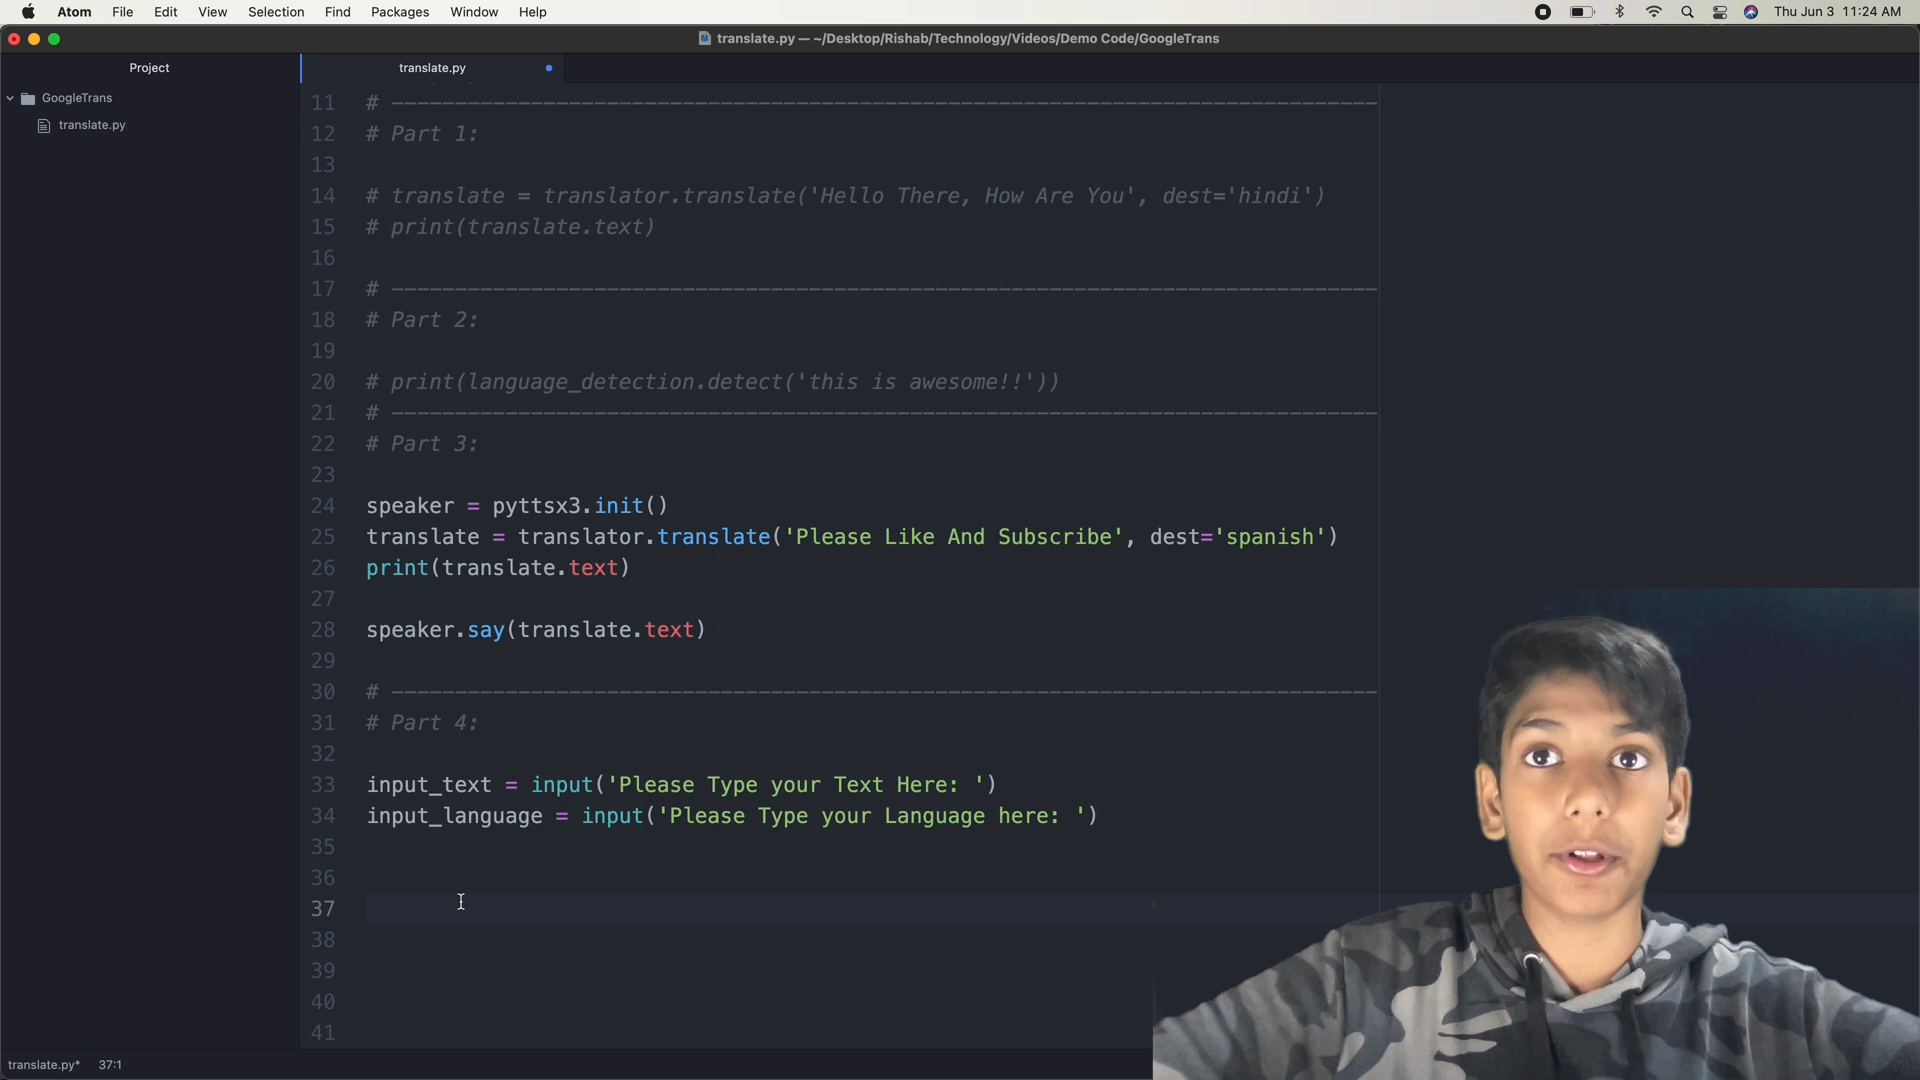 Atom File Edit View Selection Find Packages Window Help Thu Jun 3 11:24 AM
translate.py — ~/Desktop/Rishab/Technology/Videos/Demo Code/GoogleTrans
Project
translate.py
GoogleTrans
translate.py
11 # ------------------------------------------------------------------------------
12 # Part 1:
13
14 # translate = translator.translate('Hello There, How Are You', dest='hindi')
15 # print(translate.text)
16
17 # ------------------------------------------------------------------------------
18 # Part 2:
19
20 # print(language_detection.detect('this is awesome!!'))
21 # ------------------------------------------------------------------------------
22 # Part 3:
23
24 speaker = pyttsx3.init()
25 translate = translator.translate('Please Like And Subscribe', dest='spanish')
26 print(translate.text)
27
28 speaker.say(translate.text)
29
30 # ------------------------------------------------------------------------------
31 # Part 4:
32
33 input_text = input('Please Type your Text Here: ')
34 input_language = input('Please Type your Language here: ')
35
36
37
38
39
40
41
translate.py* 37:1